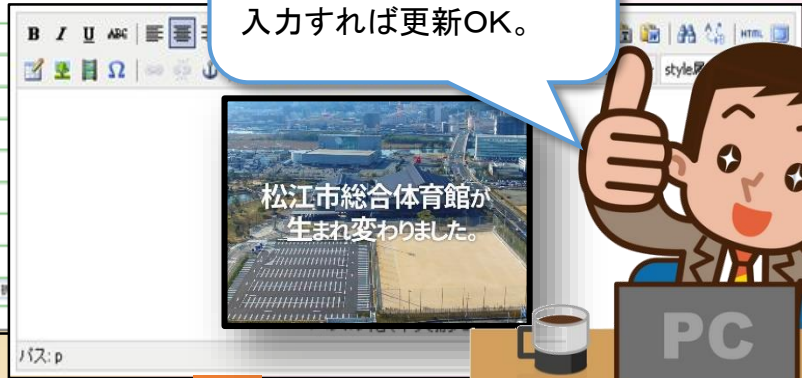 入力すれば更新OK。
B I U ABC
HTML
Ω
style
松江市総合体育館が
生まれ変わりました。
パス: p
PC